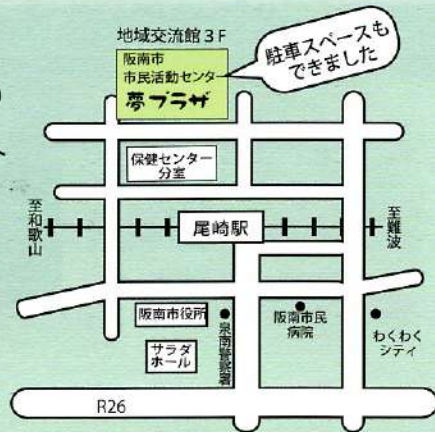 地域交流館3F
阪南市
市民活動センター
夢プラザ
駐車スペースも
できました
保健センター
分室
至和歌山
尾崎駅
至難波
阪南市役所
泉南警察署
阪南市民
病院
わくわく
シティ
サラダ
ホール
R26